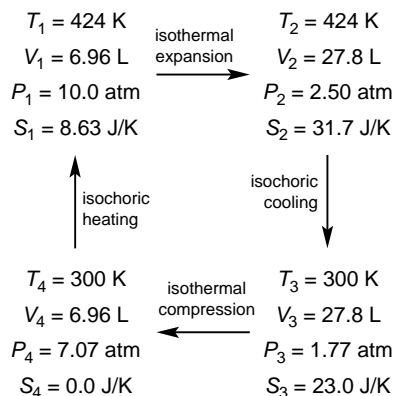 T₁ = 424 K
V₁ = 6.96 L
P₁ = 10.0 atm
S₁ = 8.63 J/K
isothermal
expansion
T₂ = 424 K
V₂ = 27.8 L
P₂ = 2.50 atm
S₂ = 31.7 J/K
isochoric
heating
isochoric
cooling
T₄ = 300 K
V₄ = 6.96 L
P₄ = 7.07 atm
S₄ = 0.0 J/K
isothermal
compression
T₃ = 300 K
V₃ = 27.8 L
P₃ = 1.77 atm
S₃ = 23.0 J/K